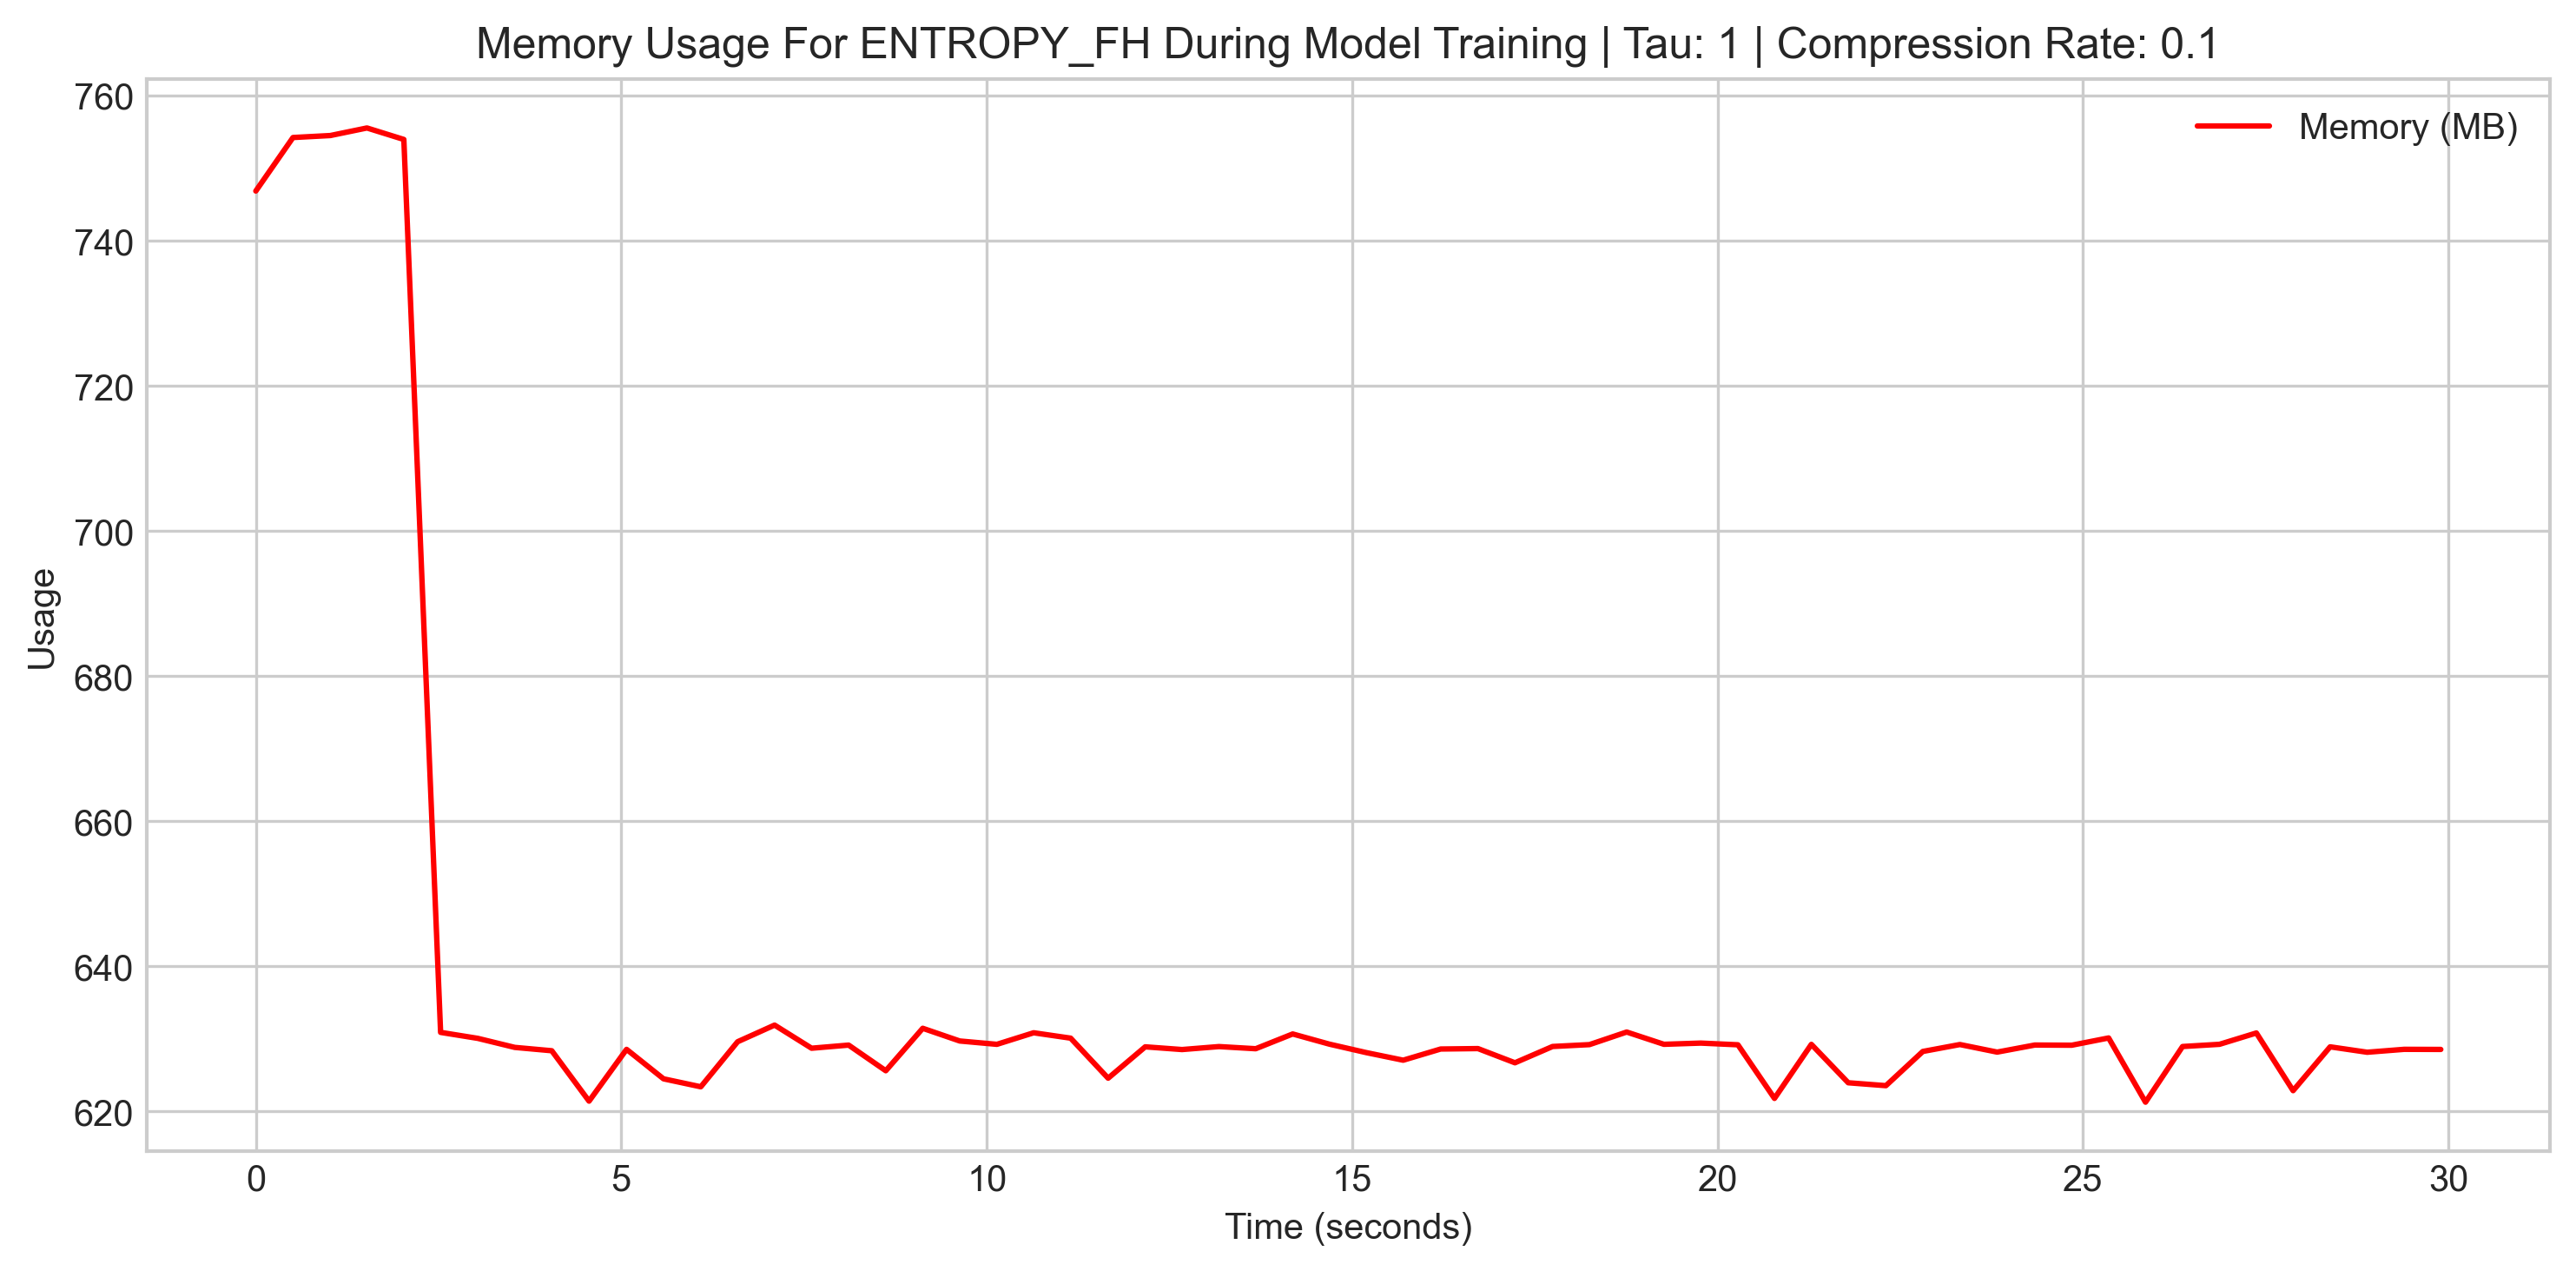 Memory Usage For ENTROPY_FH During Model Training | Tau: 1 | Compression Rate: 0.1
Memory (MB)
Usage
760
740
720
700
680
660
640
620
0 5 10 15 20 25 30
Time (seconds)